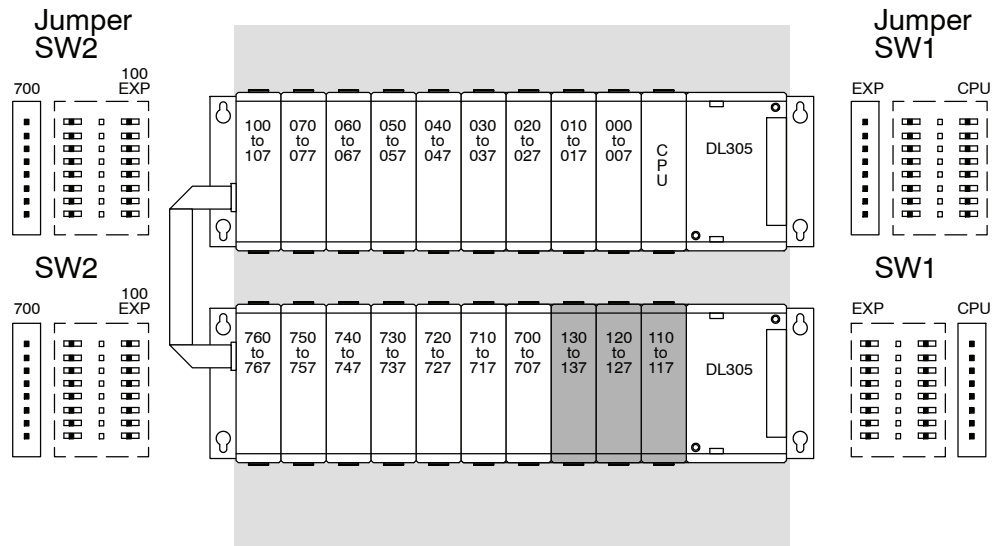 Jumper
SW2
700
100
EXP
Jumper
SW1
EXP
CPU
100
to
107
070
to
077
060
to
067
050
to
057
040
to
047
030
to
037
020
to
027
010
to
017
000
to
007
C
P
U
DL305
SW2
700
100
EXP
SW1
EXP
CPU
760
to
767
750
to
757
740
to
747
730
to
737
720
to
727
710
to
717
700
to
707
130
to
137
120
to
127
110
to
117
DL305